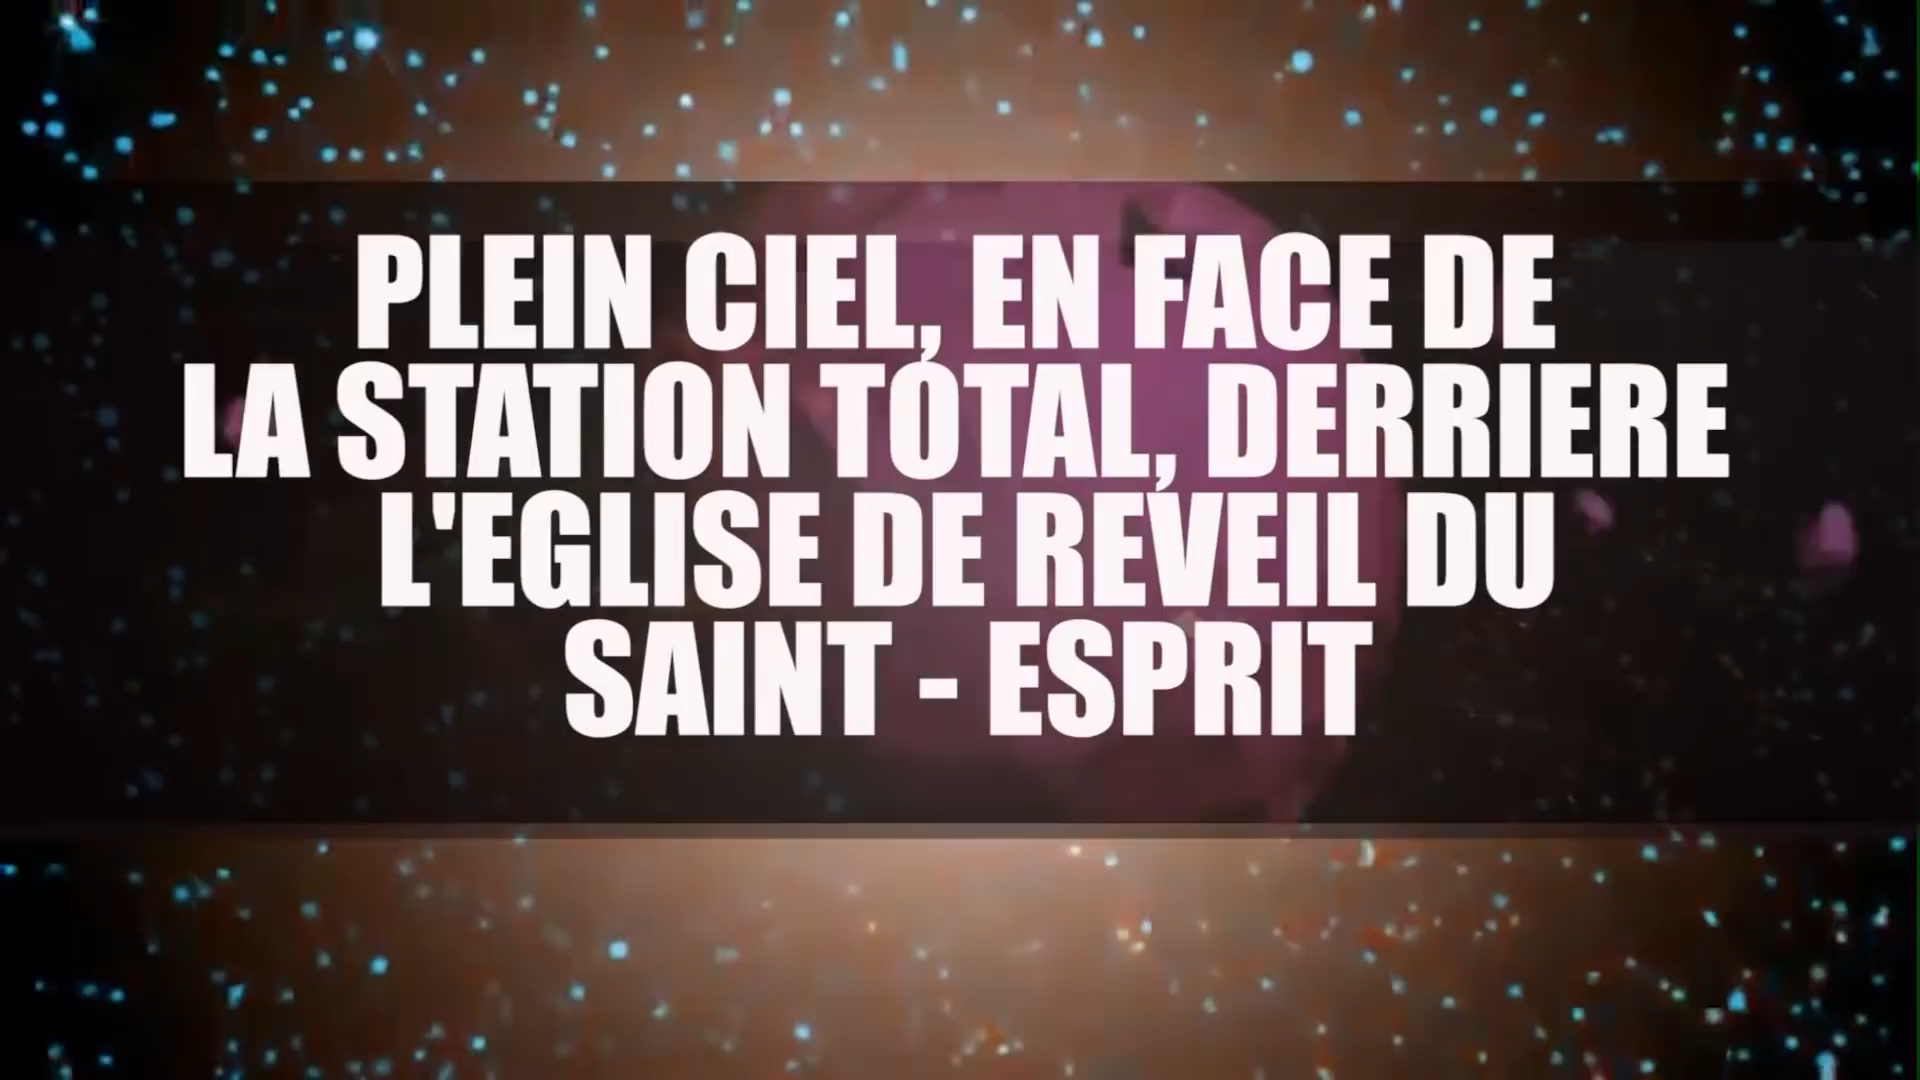 PLEIN CIEL, EN FACE DE
LA STATION TOTAL, DERRIERE
L'EGLISE DE REVEIL DU
SAINT - ESPRIT